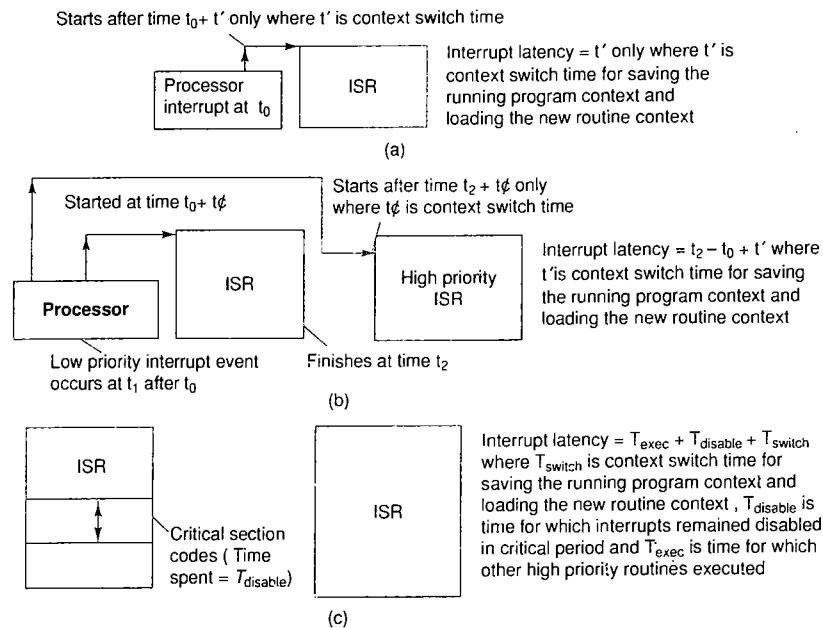 Starts after time t₀+ t′ only where t′ is context switch time
Processor
interrupt at t₀
ISR
Interrupt latency = t′ only where t′ is
context switch time for saving the
running program context and
loading the new routine context
(a)
Started at time t₀+ t¢
Starts after time t₂ + t¢ only
where t¢ is context switch time
Processor
ISR
High priority
ISR
Interrupt latency = t₂ – t₀ + t′ where
t′is context switch time for saving
the running program context and
loading the new routine context
Low priority interrupt event
occurs at t₁ after t₀
Finishes at time t₂
(b)
ISR
Critical section
codes ( Time
spent = T_disable)
ISR
Interrupt latency = T_exec + T_disable + T_switch
where T_switch is context switch time for
saving the running program context and
loading the new routine context , T_disable is
time for which interrupts remained disabled
in critical period and T_exec is time for which
other high priority routines executed
(c)